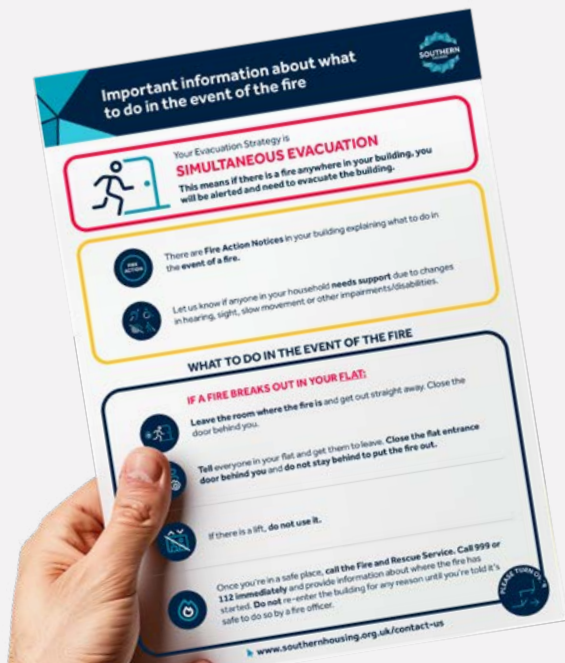 Important information about what
to do in the event of the fire
SOUTHERN
HOUSING
Your Evacuation Strategy is
SIMULTANEOUS EVACUATION
This means if there is a fire anywhere in your building, you
will be alerted and need to evacuate the building.
FIRE
ACTION
There are Fire Action Notices in your building explaining what to do in
the event of a fire.
Let us know if anyone in your household needs support due to changes
in hearing, sight, slow movement or other impairments/disabilities.
WHAT TO DO IN THE EVENT OF THE FIRE
IF A FIRE BREAKS OUT IN YOUR FLAT:
Leave the room where the fire is and get out straight away. Close the
door behind you.
Tell everyone in your flat and get them to leave. Close the flat entrance
door behind you and do not stay behind to put the fire out.
If there is a lift, do not use it.
Once you're in a safe place, call the Fire and Rescue Service. Call 999 or
112 immediately and provide information about where the fire has
started. Do not re-enter the building for any reason until you're told it's
safe to do so by a fire officer.
PLEASE TURN
www.southernhousing.org.uk/contact-us